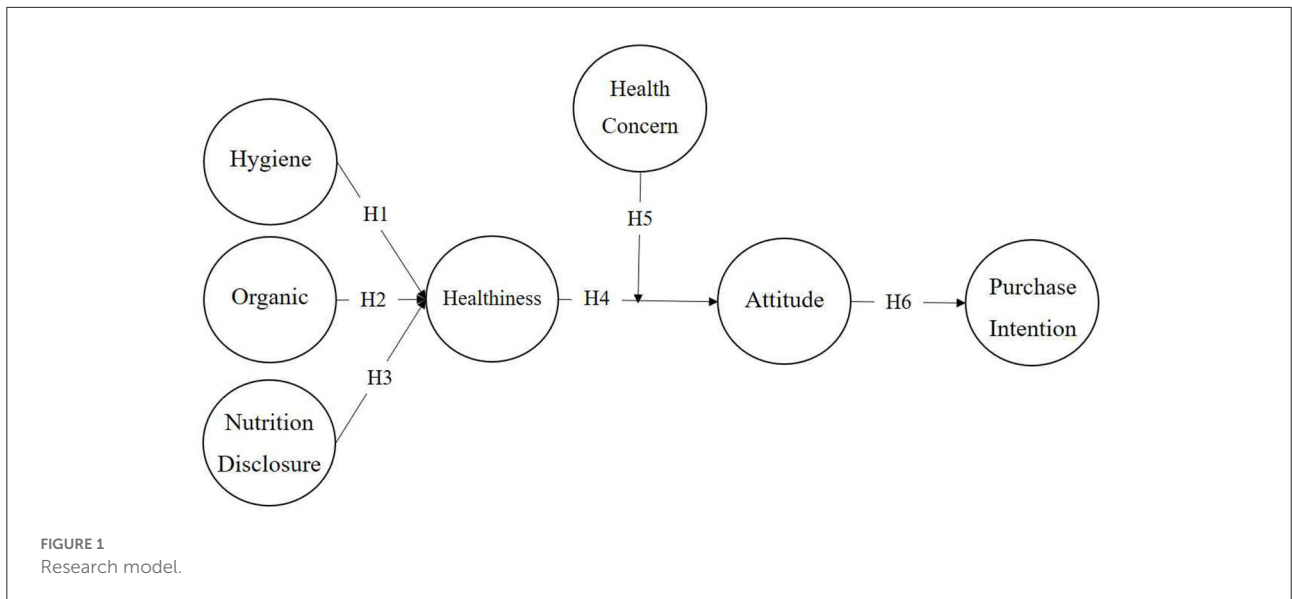 Health
Concern
Hygiene
H1
H5
Organic
H2
Healthiness
H4
Attitude
H6
Purchase
Intention
H3
Nutrition
Disclosure
FIGURE 1
Research model.